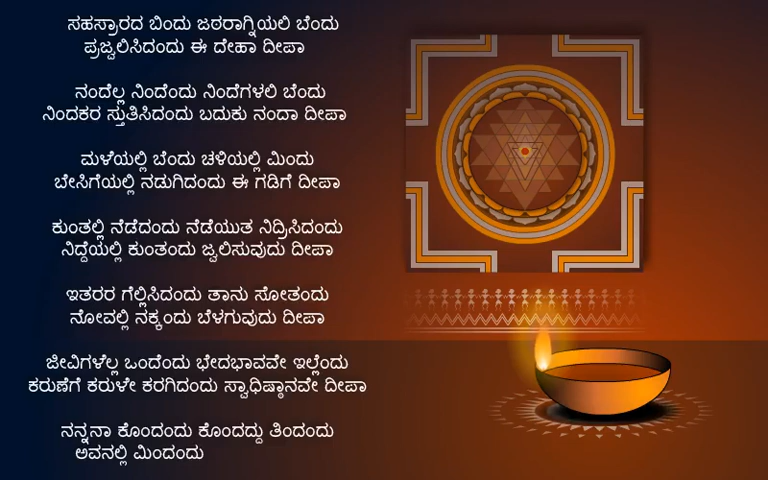 ಸಹಸ್ರಾರದ ಬಿಂದು ಜಠರಾಗ್ನಿಯಲಿ ಬೆಂದು
ಪ್ರಜ್ವಲಿಸಿದಂದು ಈ ದೇಹಾ ದೀಪಾ
ನಂದೆಲ್ಲ ನಿಂದೆಂದು ನಿಂದೆಗಳಲಿ ಬೆಂದು
ನಿಂದಕರ ಸ್ತುತಿಸಿದಂದು ಬದುಕು ನಂದಾ ದೀಪಾ
ಮಳೆಯಲ್ಲಿ ಬೆಂದು ಚಳಿಯಲ್ಲಿ ಮಿಂದು
ಬೇಸಿಗೆಯಲ್ಲಿ ನಡುಗಿದಂದು ಈ ಗಡಿಗೆ ದೀಪಾ
ಕುಂತಲ್ಲಿ ನೆಡೆದಂದು ನೆಡೆಯುತ ನಿದ್ರಿಸಿದಂದು
ನಿದ್ದೆಯಲ್ಲಿ ಕುಂತಂದು ಜ್ವಲಿಸುವುದು ದೀಪಾ
ಇತರರ ಗೆಲ್ಲಿಸಿದಂದು ತಾನು ಸೋತಂದು
ನೋವಲ್ಲಿ ನಕ್ಕಂದು ಬೆಳಗುವುದು ದೀಪಾ
ಜೀವಿಗಳೆಲ್ಲ ಒಂದೆಂದು ಭೇದಭಾವವೇ ಇಲ್ಲೆಂದು
ಕರುಣೆಗೆ ಕರುಳೇ ಕರಗಿದಂದು ಸ್ವಾಧಿಷ್ಠಾನವೇ ದೀಪಾ
ನನ್ನನಾ ಕೊಂದಂದು ಕೊಂದದ್ದು ತಿಂದಂದು
ಅವನಲ್ಲಿ ಮಿಂದಂದು